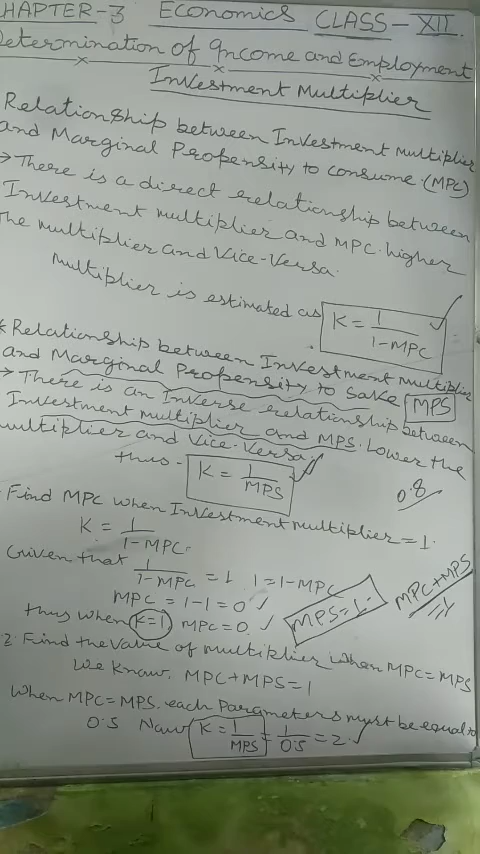 HAPTER-3 Economics CLASS-XII.
Determination of Income and Employment
Investment Multiplier
Relationship between Investment multiplier
and Marginal Propensity to consume.(MPC)
→ There is a direct relationship between
Investment multiplier and MPC. higher
the multiplier and Vice-Versa.
Multiplier is estimated as K = 1/1-MPC ✓
* Relationship between Investment Multiplier
and Marginal Propensity to Save MPS
→ There is an Inverse relationship between
Investment multiplier and MPS. Lower the
multiplier and Vice-Versa.
thus - K = 1/MPS ✓ 0.8
Find MPC when Investment multiplier = 1.
K = 1/1-MPC
Given that 1/1-MPC = 1 1 = 1-MPC
MPC = 1-1 = 0 ✓ MPS=1 MPC+MPS=1
thus when K=1 MPC = 0. ✓
2. Find the value of multiplier when MPC = MPS
We Know. MPC + MPS = 1
When MPC = MPS. each Parameters must be equal to
0.5 Now K = 1/MPS = 1/0.5 = 2 ✓